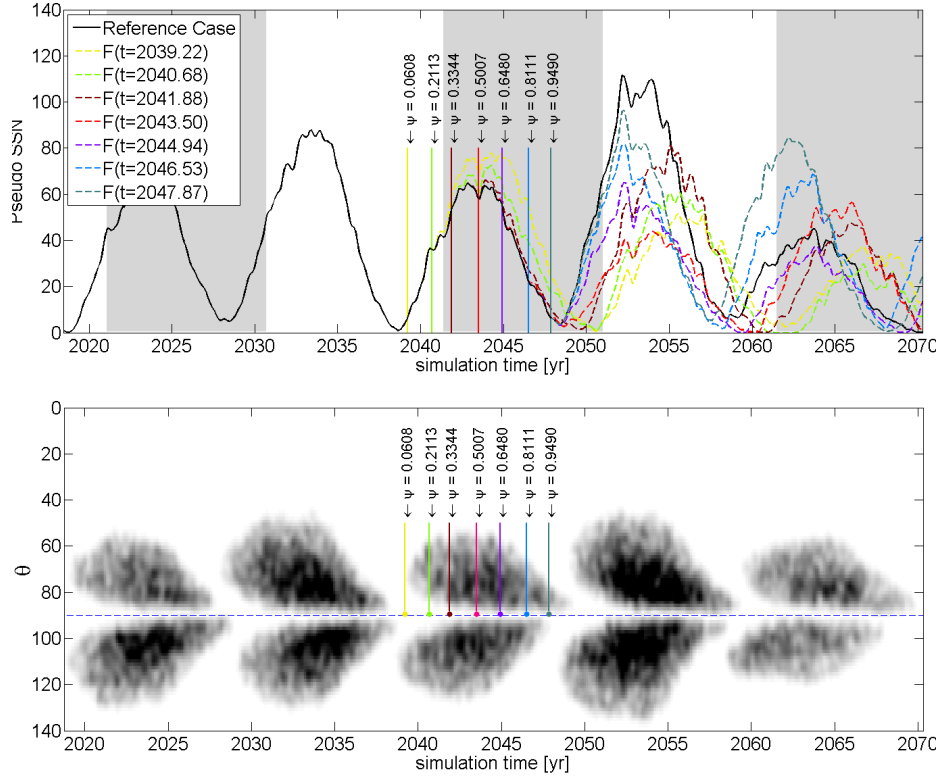 140
120
100
80
60
40
20
0
Pseudo SSN
Reference Case
F(t=2039.22)
F(t=2040.68)
F(t=2041.88)
F(t=2043.50)
F(t=2044.94)
F(t=2046.53)
F(t=2047.87)
← ψ = 0.0608
← ψ = 0.2113
← ψ = 0.3344
← ψ = 0.5007
← ψ = 0.6480
← ψ = 0.8111
← ψ = 0.9490
2020 2025 2030 2035 2040 2045 2050 2055 2060 2065 2070
simulation time [yr]
0
20
40
60
80
100
120
140
θ
← ψ = 0.0608
← ψ = 0.2113
← ψ = 0.3344
← ψ = 0.5007
← ψ = 0.6480
← ψ = 0.8111
← ψ = 0.9490
2020 2025 2030 2035 2040 2045 2050 2055 2060 2065 2070
simulation time [yr]